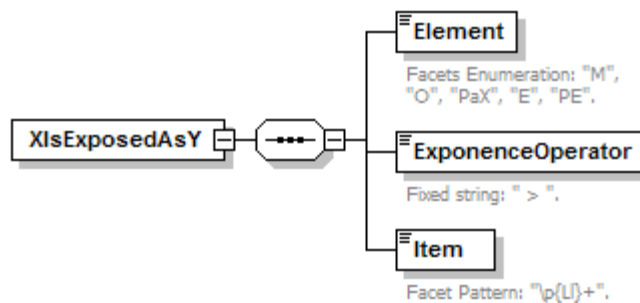 Element
Facets Enumeration: "M",
"O", "PaX", "E", "PE".
XIsExposedAsY
ExponenceOperator
Fixed string: " > ".
Item
Facet Pattern: "\p{Ll}+".